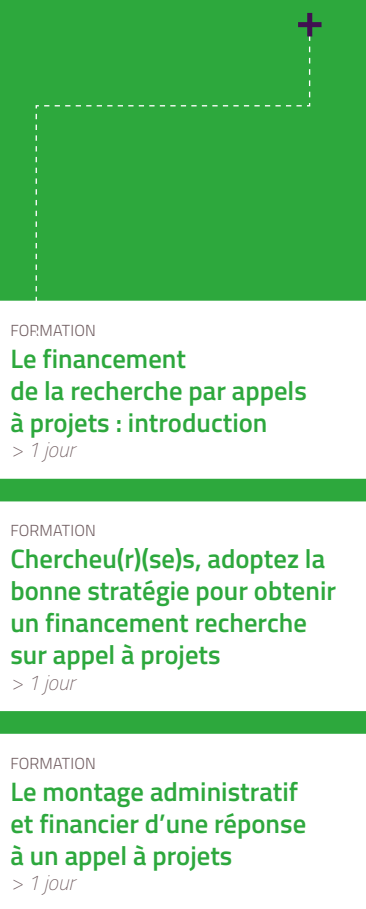 FORMATION
Le financement
de la recherche par appels
à projets : introduction
> 1 jour
FORMATION
Chercheu(r)(se)s, adoptez la
bonne stratégie pour obtenir
un financement recherche
sur appel à projets
> 1 jour
FORMATION
Le montage administratif
et financier d’une réponse
à un appel à projets
> 1 jour